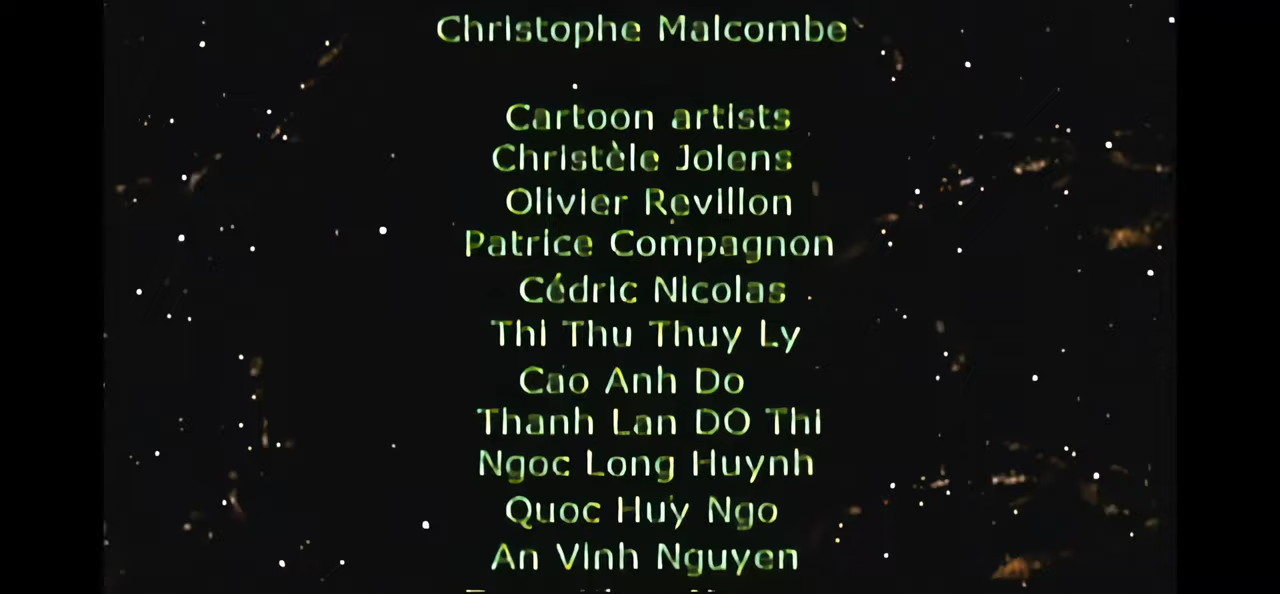 Christophe Malcombe
Cartoon artists
Christèle Jolens
Olivier Revillon
Patrice Compagnon
Cédric Nicolas
Thi Thu Thuy Ly
Cao Anh Do
Thanh Lan DO Thi
Ngoc Long Huynh
Quoc Huy Ngo
An Vinh Nguyen